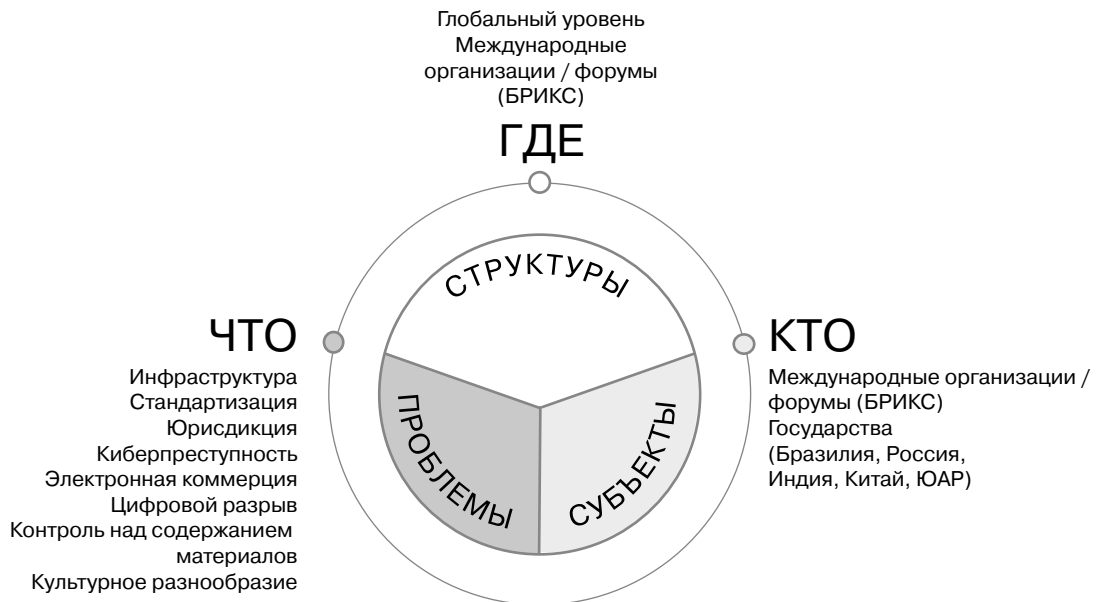 Глобальный уровень
Международные
организации / форумы
(БРИКС)
ГДЕ
СТРУКТУРЫ
ЧТО
Инфраструктура
Стандартизация
Юрисдикция
Киберпреступность
Электронная коммерция
Цифровой разрыв
Контроль над содержанием
материалов
Культурное разнообразие
ПРОБЛЕМЫ
СУБЪЕКТЫ
КТО
Международные организации /
форумы (БРИКС)
Государства
(Бразилия, Россия,
Индия, Китай, ЮАР)